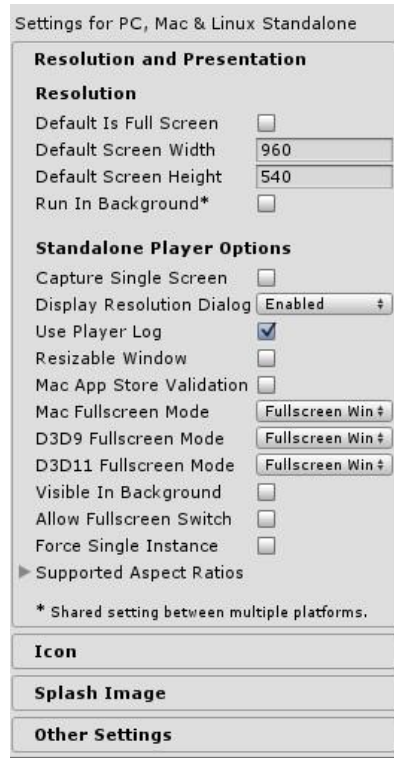 Settings for PC, Mac & Linux Standalone
Resolution and Presentation
Resolution
Default Is Full Screen
Default Screen Width 960
Default Screen Height 540
Run In Background*
Standalone Player Options
Capture Single Screen
Display Resolution Dialog Enabled
Use Player Log
Resizable Window
Mac App Store Validation
Mac Fullscreen Mode Fullscreen Win
D3D9 Fullscreen Mode Fullscreen Win
D3D11 Fullscreen Mode Fullscreen Win
Visible In Background
Allow Fullscreen Switch
Force Single Instance
Supported Aspect Ratios
* Shared setting between multiple platforms.
Icon
Splash Image
Other Settings